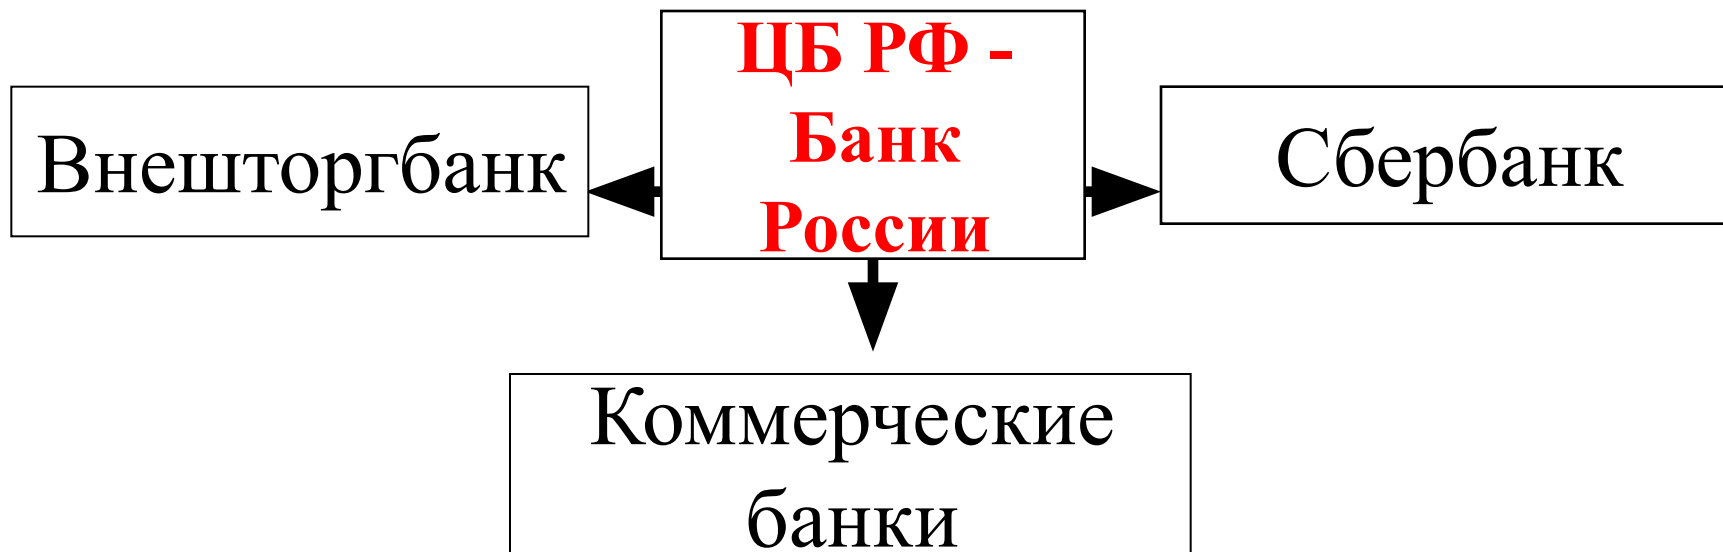 ЦБ РФ -
Банк
России
Внешторгбанк
Сбербанк
Коммерческие
банки